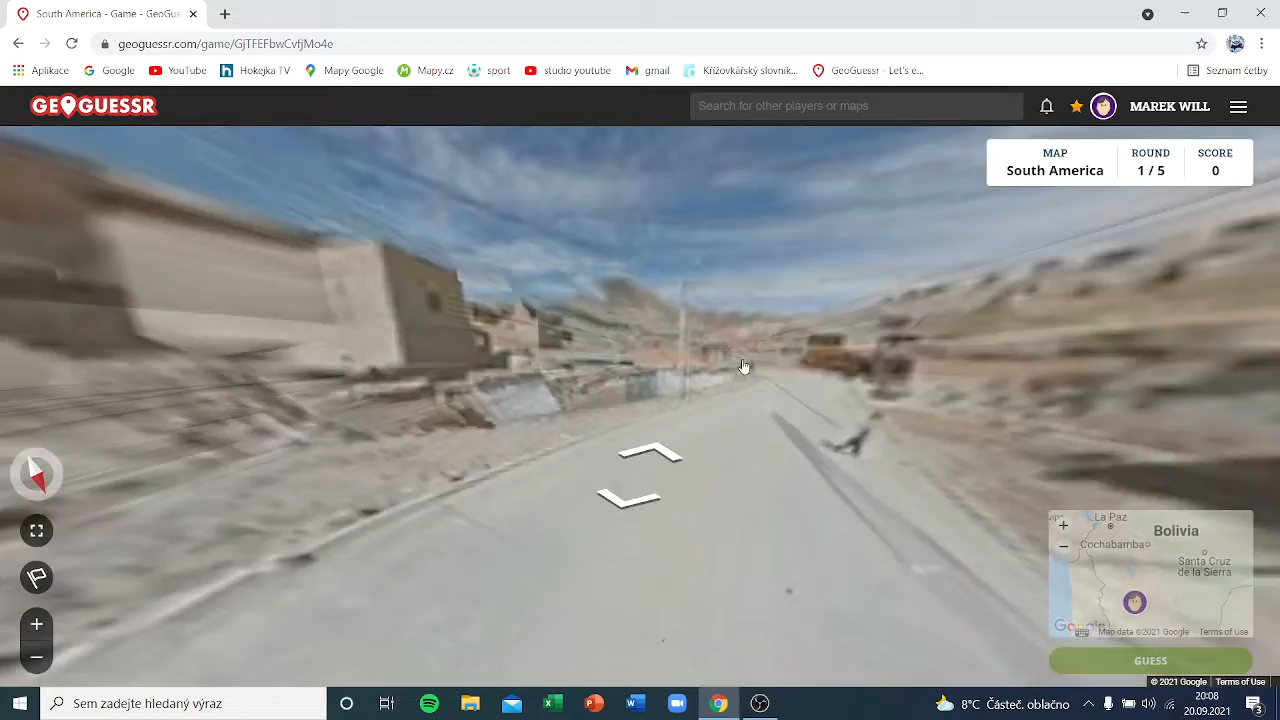 South America - Game - GeoGue
geoguessr.com/game/GjTFEFbwCvfjMo4e
Aplikace
Google
YouTube
Hokejka TV
Mapy Google
Mapy.cz
sport
studio youtube
gmail
Křížovkářský slovník
GeoGuessr - Let's e...
Seznam četby
GEOGUESSR
Search for other players or maps
MAREK WILL
MAP
South America
ROUND
1 / 5
SCORE
0
La Paz
Bolivia
Cochabamba
Santa Cruz
de la Sierra
Google
Map data ©2021 Google
Terms of Use
GUESS
© 2021 Google
Terms of Use
Sem zadejte hledaný výraz
8°C Částeč. oblačno
20:08
20.09.2021
3